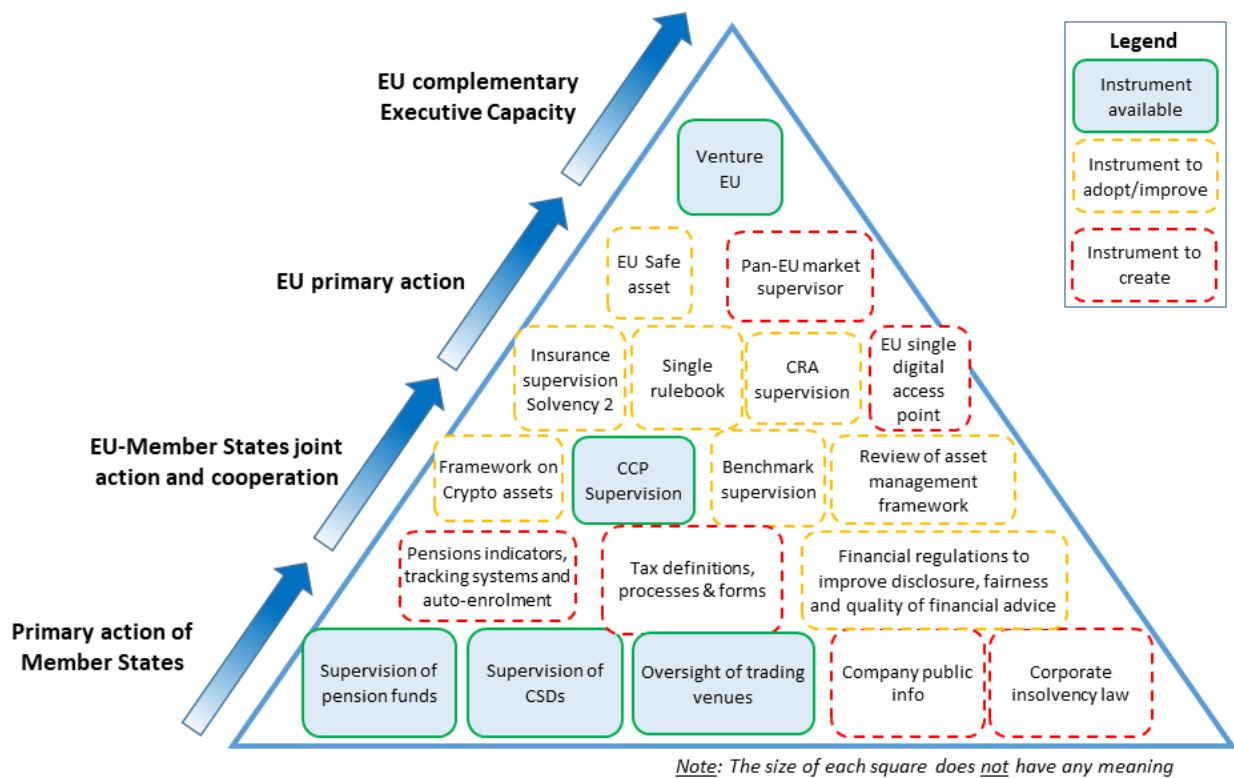 EU complementary
Executive Capacity
EU primary action
EU-Member States joint
action and cooperation
Primary action of
Member States
Venture
EU
EU Safe
asset
Pan-EU market
supervisor
Insurance
supervision
Solvency 2
Single
rulebook
CRA
supervision
EU single
digital
access
point
Framework on
Crypto assets
CCP
Supervision
Benchmark
supervision
Review of asset
management
framework
Pensions indicators,
tracking systems and
auto-enrolment
Tax definitions,
processes & forms
Financial regulations to
improve disclosure, fairness
and quality of financial advice
Supervision of
pension funds
Supervision of
CSDs
Oversight of trading
venues
Company public
info
Corporate
insolvency law
Legend
Instrument
available
Instrument to
adopt/improve
Instrument to
create
Note: The size of each square does not have any meaning